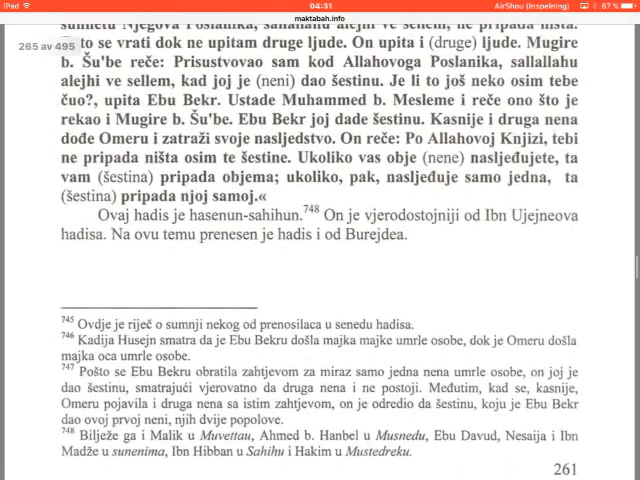 iPad
04:31
AirShou (Inspelning)
87 %
maktabah.info
sunnetu Njegova Poslanika, sallallahu alejhi ve sellem, ne pripada ništa.
265 av 495
to se vrati dok ne upitam druge ljude. On upita i (druge) ljude. Mugire
b. Šu'be reče: Prisustvovao sam kod Allahovoga Poslanika, sallallahu
alejhi ve sellem, kad joj je (neni) dao šestinu. Je li to još neko osim tebe
čuo?, upita Ebu Bekr. Ustade Muhammed b. Mesleme i reče ono što je
rekao i Mugire b. Šu'be. Ebu Bekr joj dade šestinu. Kasnije i druga nena
dođe Omeru i zatraži svoje nasljedstvo. On reče: Po Allahovoj Knjizi, tebi
ne pripada ništa osim te šestine. Ukoliko vas obje (nene) nasljeđujete, ta
vam (šestina) pripada objema; ukoliko, pak, nasljeđuje samo jedna, ta
(šestina) pripada njoj samoj.«
Ovaj hadis je hasenun-sahihun.748 On je vjerodostojniji od Ibn Ujejneova
hadisa. Na ovu temu prenesen je hadis i od Burejdea.
745 Ovdje je riječ o sumnji nekog od prenosilaca u senedu hadisa.
746 Kadija Husejn smatra da je Ebu Bekru došla majka majke umrle osobe, dok je Omeru došla
majka oca umrle osobe.
747 Pošto se Ebu Bekru obratila zahtjevom za miraz samo jedna nena umrle osobe, on joj je
dao šestinu, smatrajući vjerovatno da druga nena i ne postoji. Međutim, kad se, kasnije,
Omeru pojavila i druga nena sa istim zahtjevom, on je odredio da šestinu, koju je Ebu Bekr
dao ovoj prvoj neni, njih dvije popolove.
748 Bilježe ga i Malik u Muvettau, Ahmed b. Hanbel u Musnedu, Ebu Davud, Nesaija i Ibn
Madže u sunenima, Ibn Hibban u Sahihu i Hakim u Mustedreku.
261